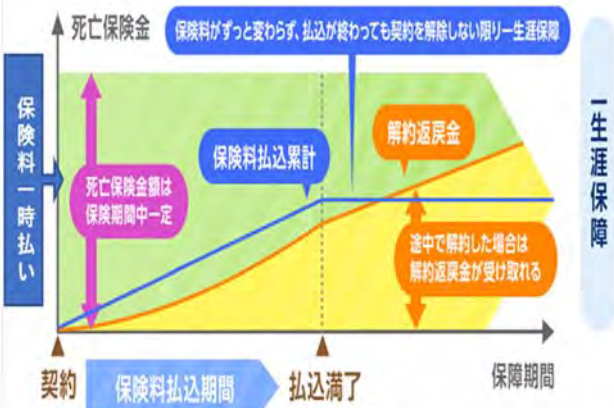 死亡保険金
保険料がずっと変わらず、払込が終わっても契約を解除しない限り一生涯保障
保険料一時払い
一生涯保障
解約返戻金
保険料払込累計
死亡保険金額は
保険期間中一定
途中で解約した場合は
解約返戻金が受け取れる
契約
保険料払込期間
払込満了
保障期間